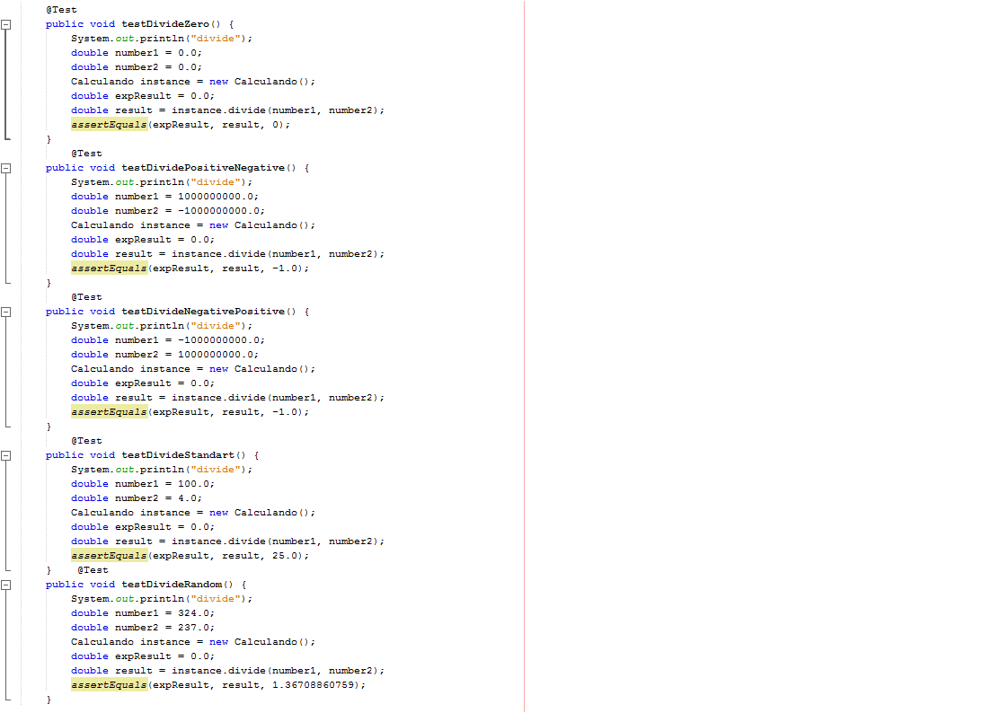 @Test
public void testDivideZero() {
System.out.println("divide");
double number1 = 0.0;
double number2 = 0.0;
Calculando instance = new Calculando();
double expResult = 0.0;
double result = instance.divide(number1, number2);
assertEquals(expResult, result, 0);
}
@Test
public void testDividePositiveNegative() {
System.out.println("divide");
double number1 = 1000000000.0;
double number2 = -1000000000.0;
Calculando instance = new Calculando();
double expResult = 0.0;
double result = instance.divide(number1, number2);
assertEquals(expResult, result, -1.0);
}
@Test
public void testDivideNegativePositive() {
System.out.println("divide");
double number1 = -1000000000.0;
double number2 = 1000000000.0;
Calculando instance = new Calculando();
double expResult = 0.0;
double result = instance.divide(number1, number2);
assertEquals(expResult, result, -1.0);
}
@Test
public void testDivideStandart() {
System.out.println("divide");
double number1 = 100.0;
double number2 = 4.0;
Calculando instance = new Calculando();
double expResult = 0.0;
double result = instance.divide(number1, number2);
assertEquals(expResult, result, 25.0);
} @Test
public void testDivideRandom() {
System.out.println("divide");
double number1 = 324.0;
double number2 = 237.0;
Calculando instance = new Calculando();
double expResult = 0.0;
double result = instance.divide(number1, number2);
assertEquals(expResult, result, 1.36708860759);
}